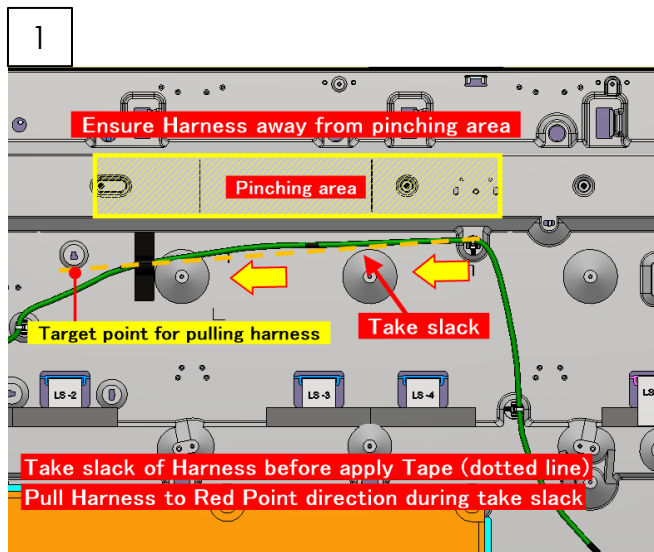 1
Ensure Harness away from pinching area
Pinching area
Target point for pulling harness
Take slack
LS-2
LS-3
LS-4
LS
Take slack of Harness before apply Tape (dotted line)
Pull Harness to Red Point direction during take slack